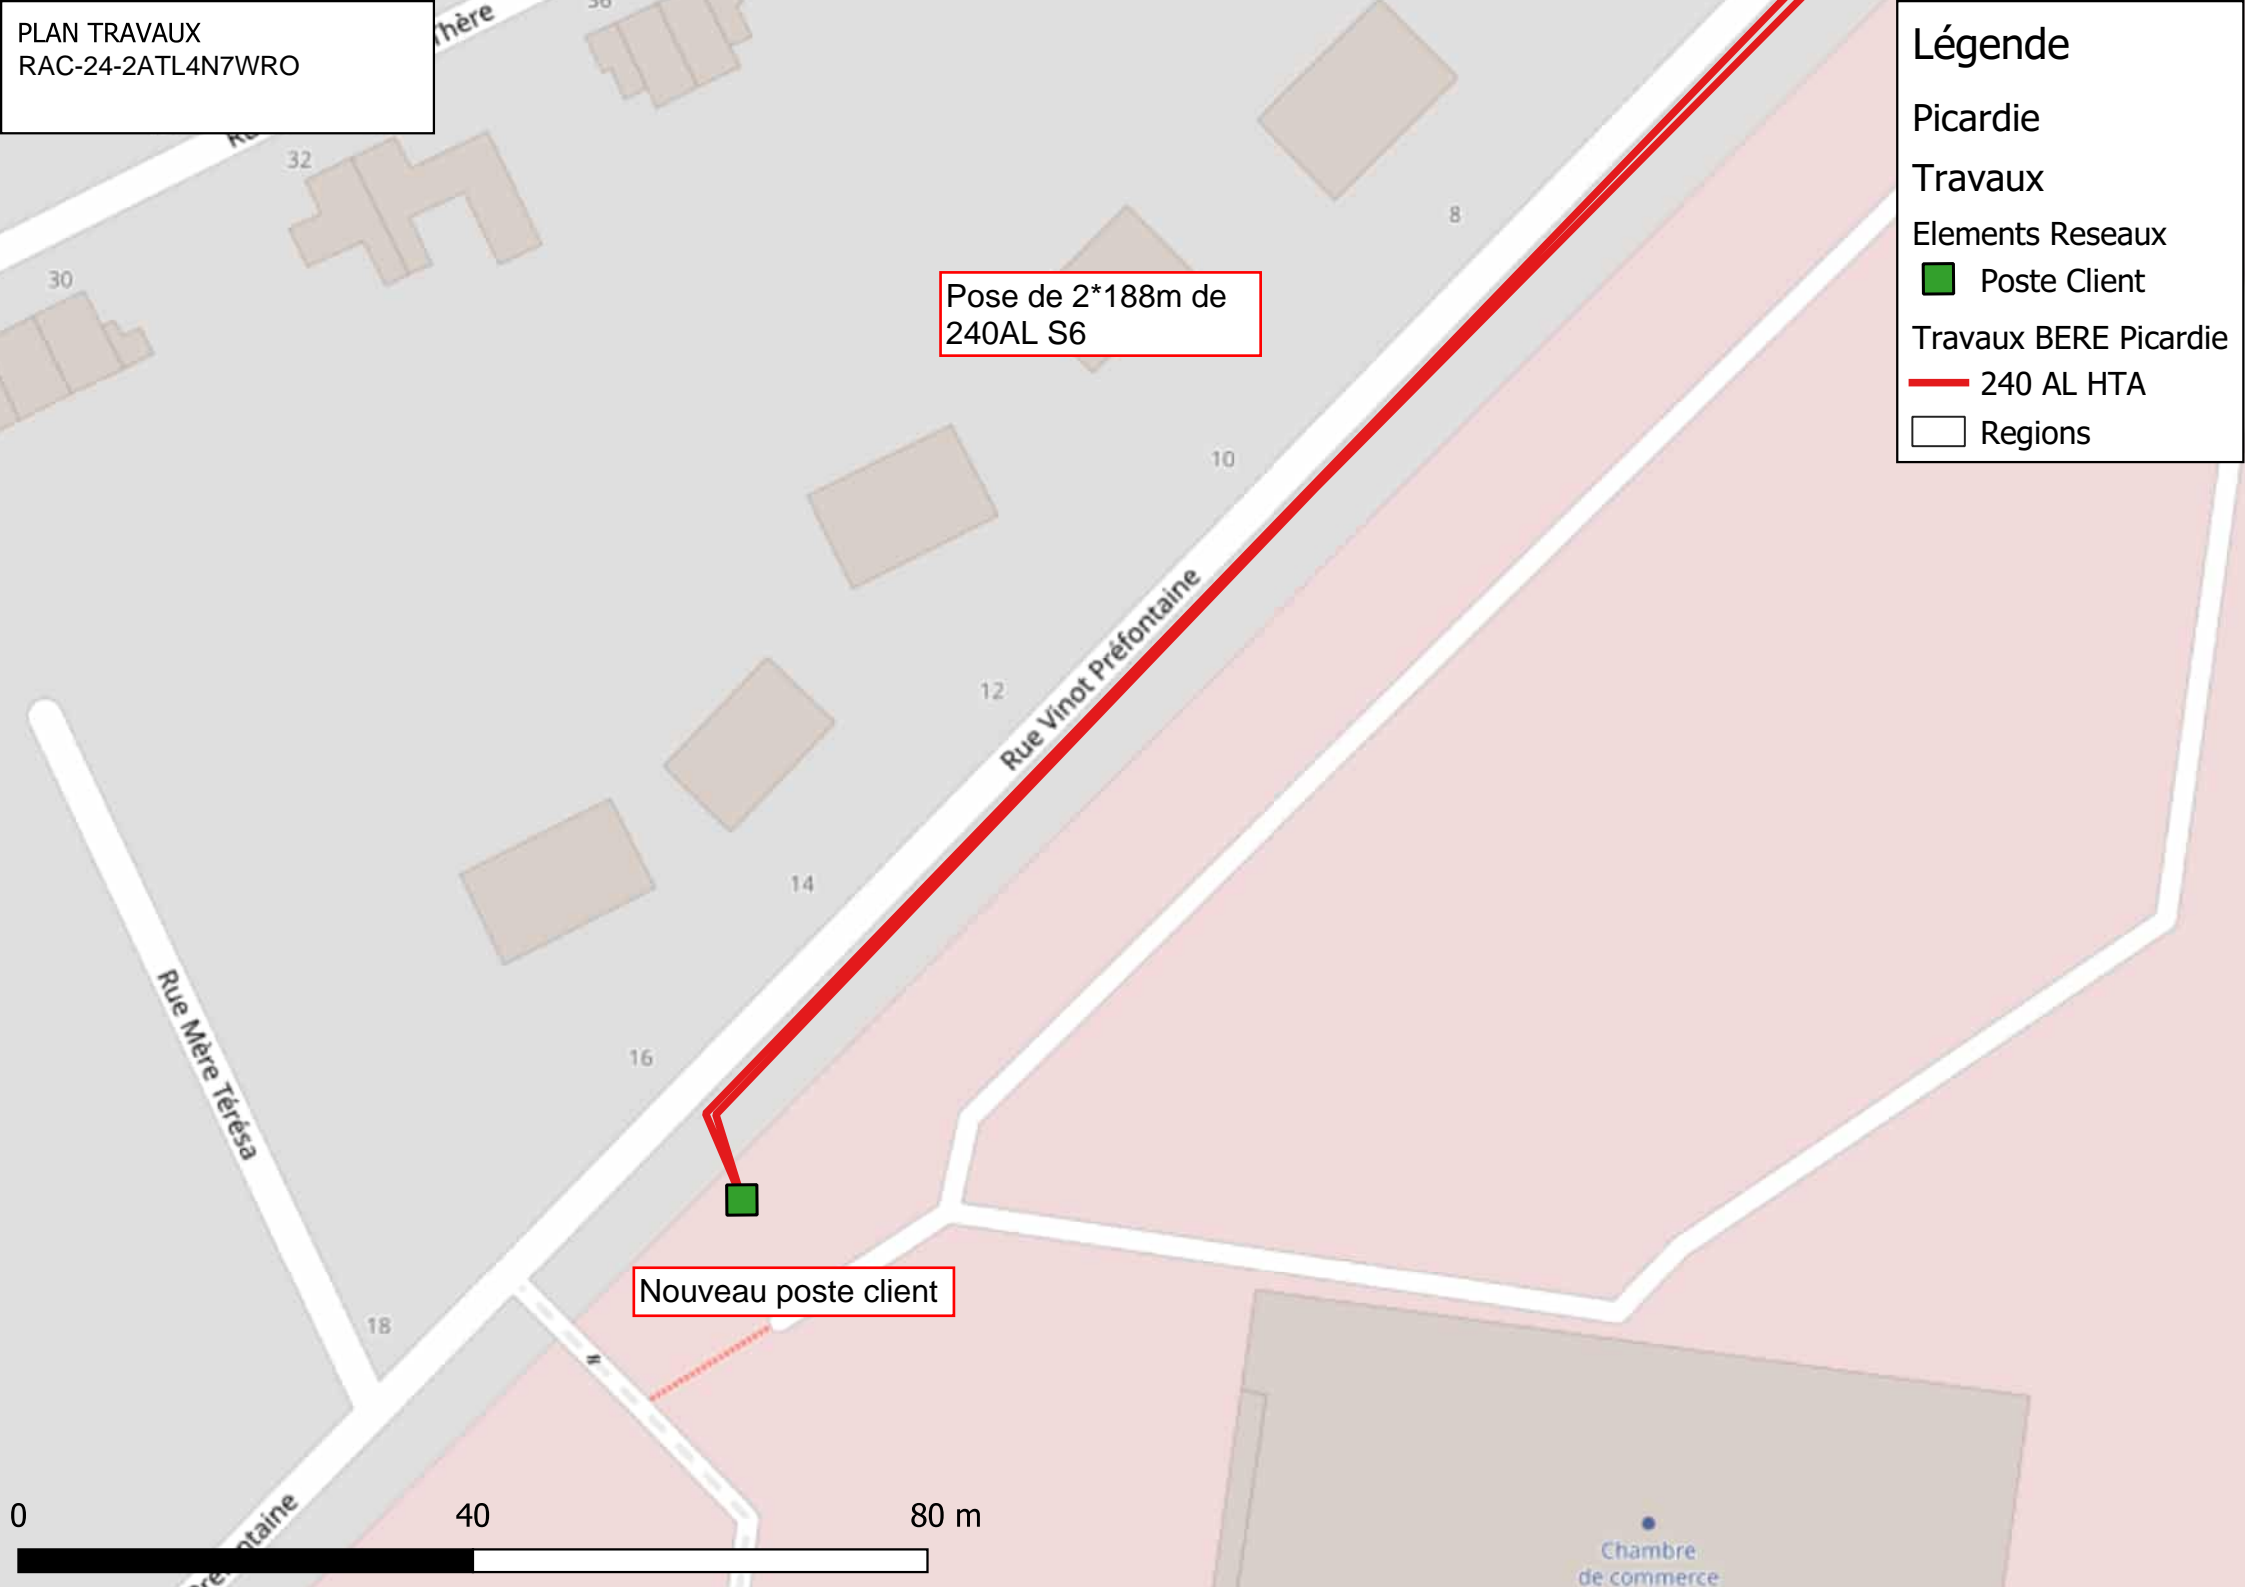 PLAN TRAVAUX
RAC-24-2ATL4N7WRO
Légende
Picardie
Travaux
Elements Reseaux
Poste Client
Travaux BERE Picardie
240 AL HTA
Regions
32
30
8
Pose de 2*188m de
240AL S6
10
Rue Vinot Préfontaine
12
14
Rue Mère Térésa
16
Nouveau poste client
18
0
40
80 m
Chambre
de commerce